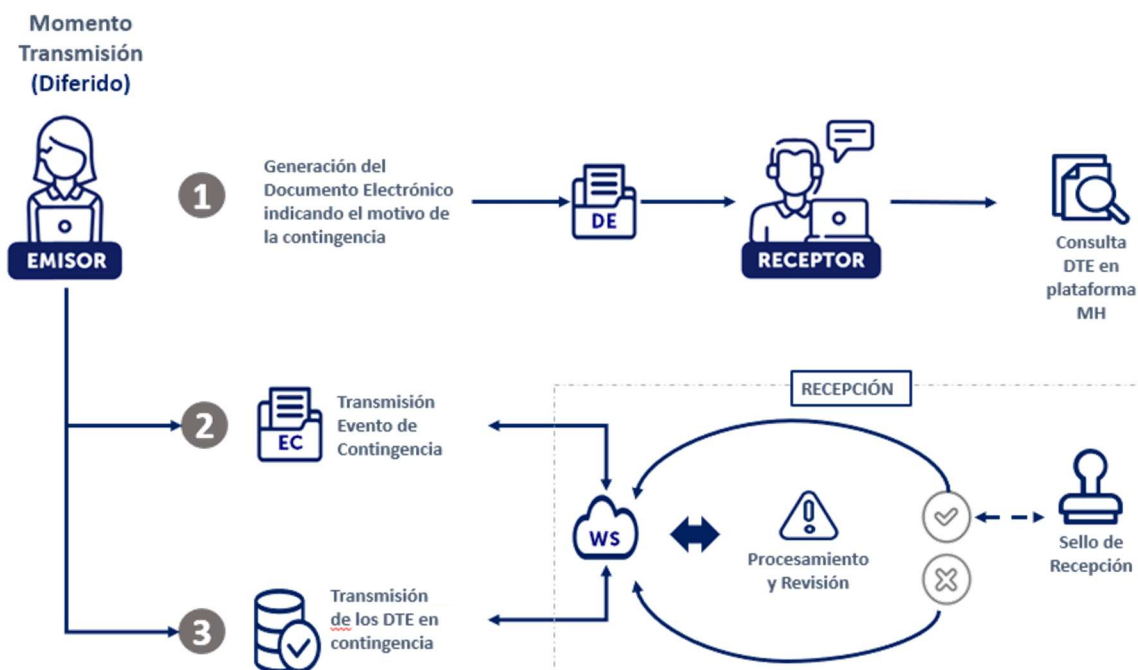 Momento
Transmisión
(Diferido)
EMISOR
1
Generación del
Documento Electrónico
indicando el motivo de
la contingencia
DE
RECEPTOR
Consulta
DTE en
plataforma
MH
2
EC
Transmisión
Evento de
Contingencia
RECEPCIÓN
WS
Procesamiento
y Revisión
Sello de
Recepción
3
Transmisión
de los DTE en
contingencia